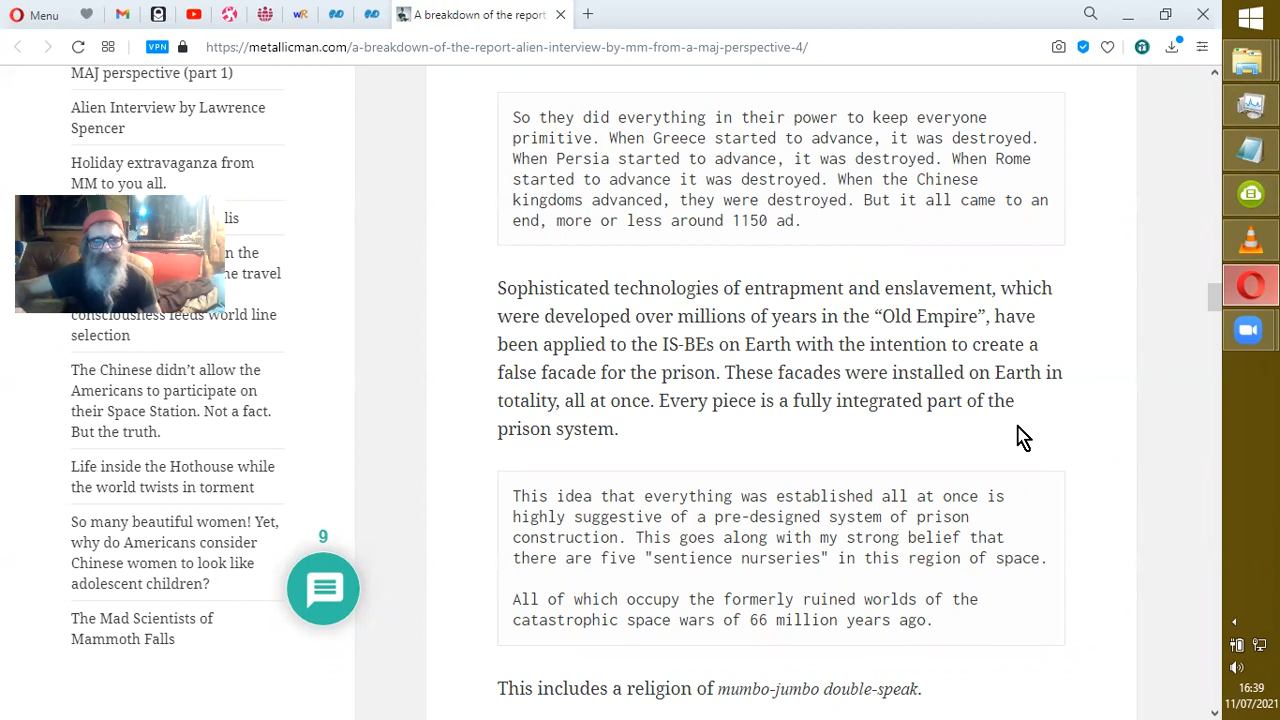 Menu
A breakdown of the report
VPN
https://metallicman.com/a-breakdown-of-the-report-alien-interview-by-mm-from-a-maj-perspective-4/
MAJ perspective (part 1)
Alien Interview by Lawrence
Spencer
Holiday extravaganza from
MM to you all.
lis
n the
he travel
consciousness feeds world line
selection
The Chinese didn’t allow the
Americans to participate on
their Space Station. Not a fact.
But the truth.
Life inside the Hothouse while
the world twists in torment
So many beautiful women! Yet,
why do Americans consider
Chinese women to look like
adolescent children?
The Mad Scientists of
Mammoth Falls
9
So they did everything in their power to keep everyone
primitive. When Greece started to advance, it was destroyed.
When Persia started to advance, it was destroyed. When Rome
started to advance it was destroyed. When the Chinese
kingdoms advanced, they were destroyed. But it all came to an
end, more or less around 1150 ad.
Sophisticated technologies of entrapment and enslavement, which
were developed over millions of years in the “Old Empire”, have
been applied to the IS-BEs on Earth with the intention to create a
false facade for the prison. These facades were installed on Earth in
totality, all at once. Every piece is a fully integrated part of the
prison system.
This idea that everything was established all at once is
highly suggestive of a pre-designed system of prison
construction. This goes along with my strong belief that
there are five "sentience nurseries" in this region of space.
All of which occupy the formerly ruined worlds of the
catastrophic space wars of 66 million years ago.
This includes a religion of mumbo-jumbo double-speak.
16:39
11/07/2021